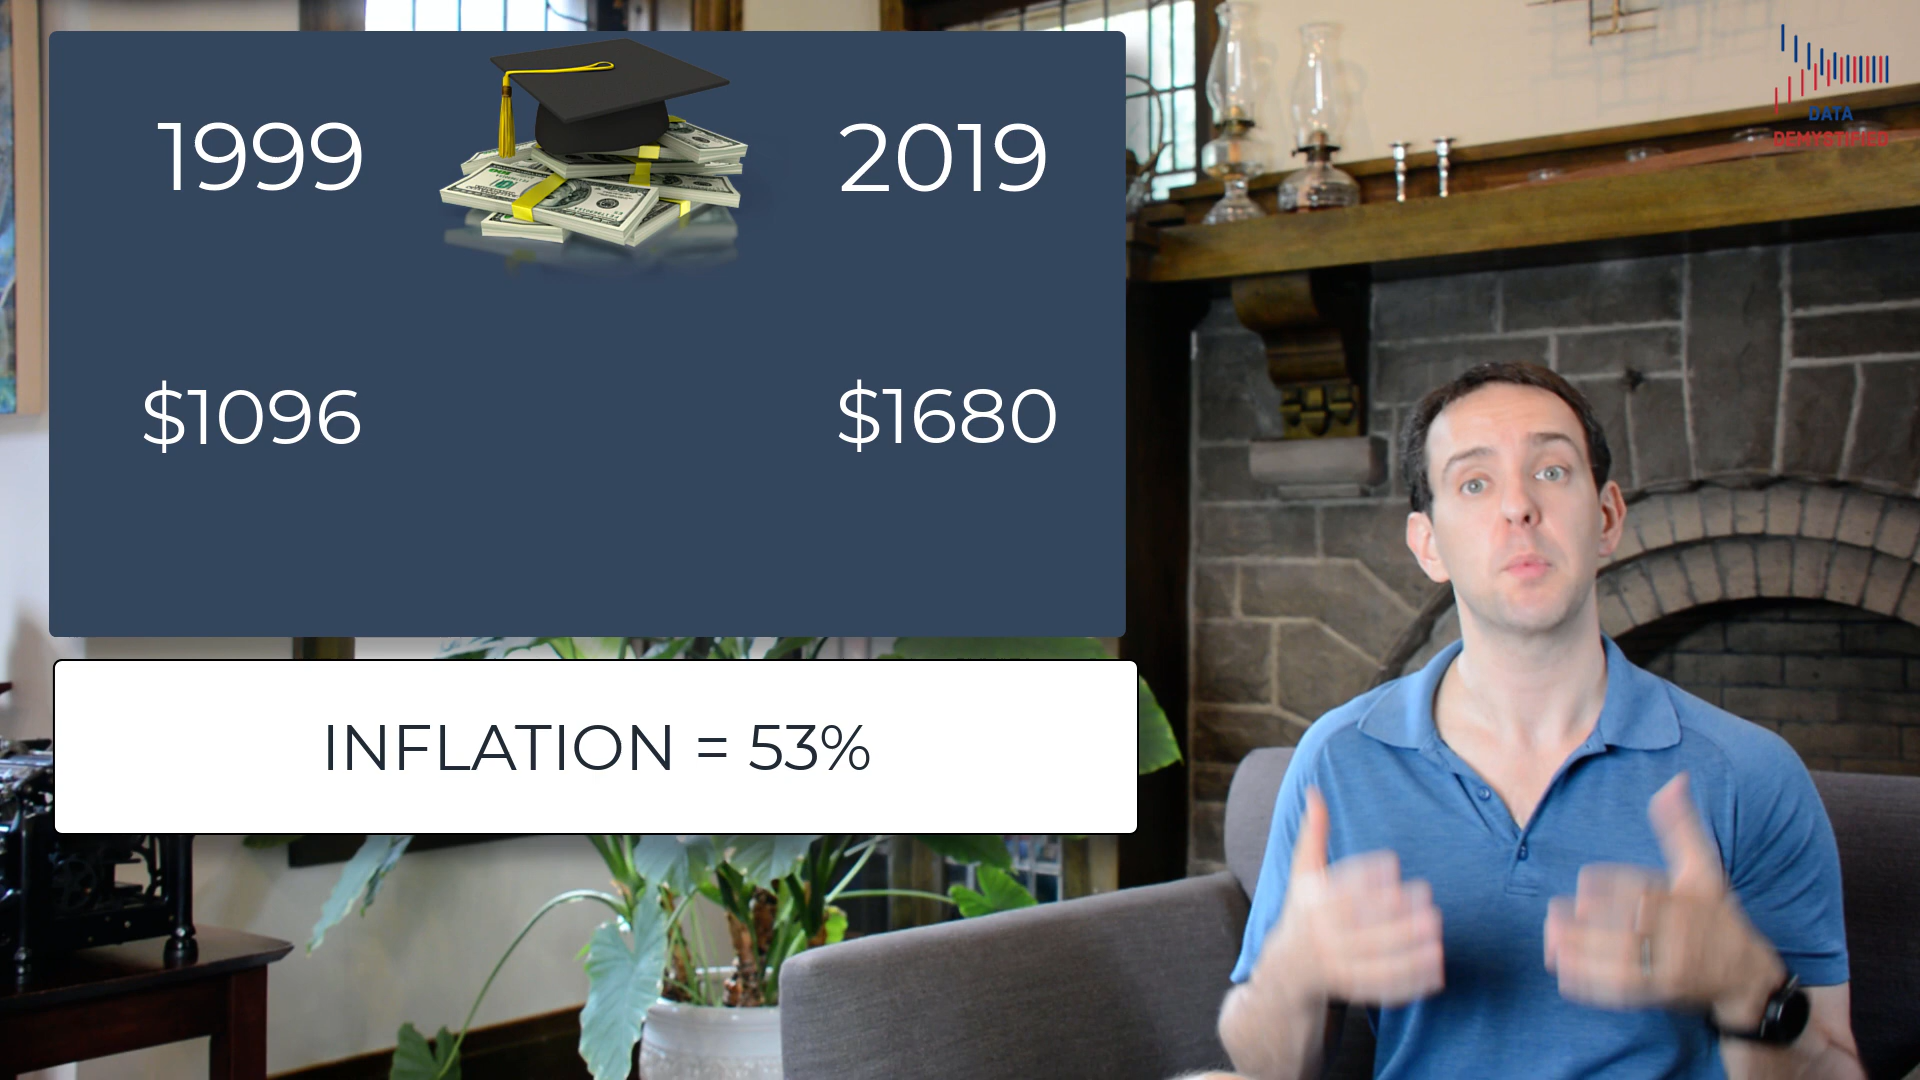 1999
2019
$1096
$1680
INFLATION = 53%
DATA
DEMYSTIFIED